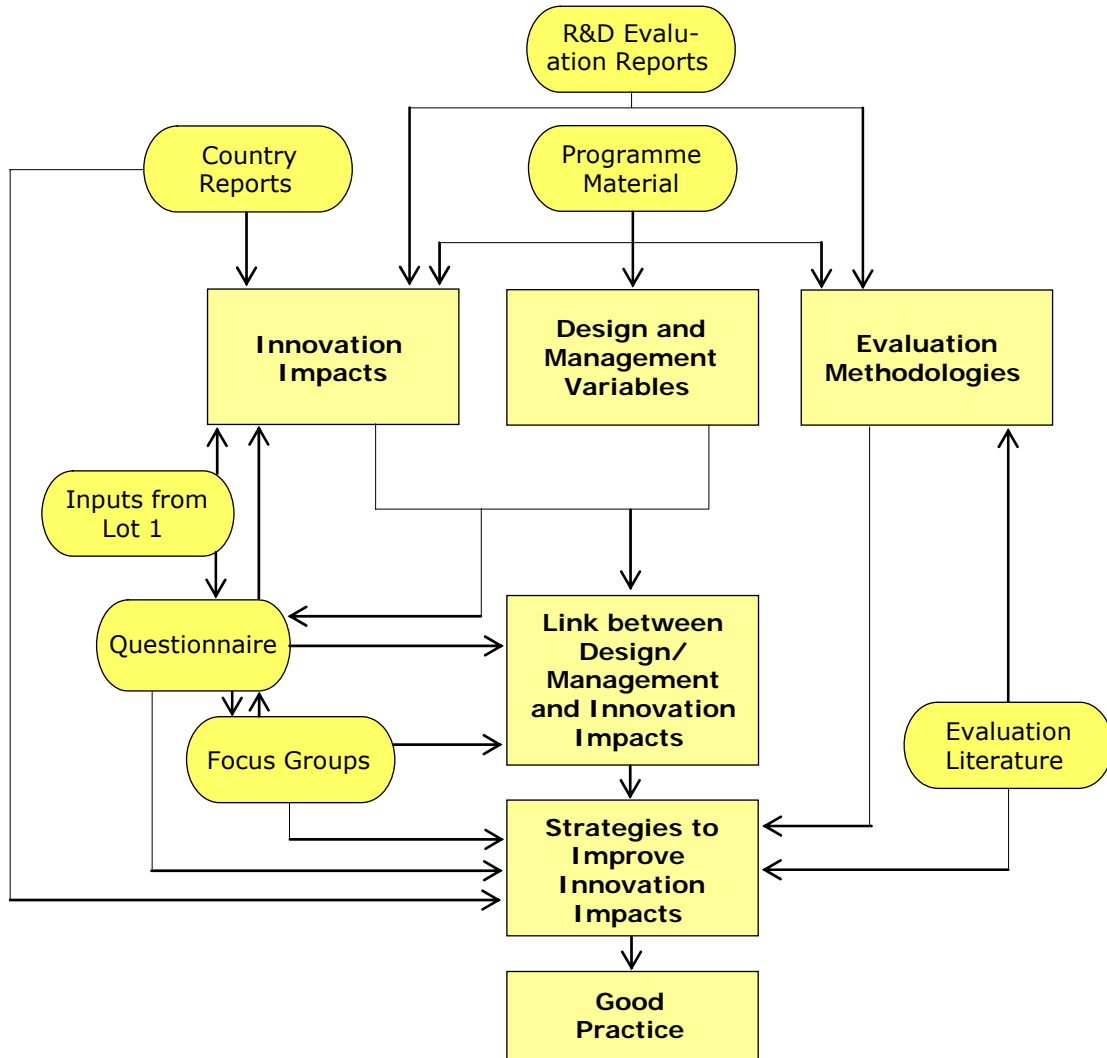 R&D Evalu-
ation Reports
Country
Reports
Programme
Material
Innovation
Impacts
Design and
Management
Variables
Evaluation
Methodologies
Inputs from
Lot 1
Questionnaire
Link between
Design/
Management
and Innovation
Impacts
Focus Groups
Evaluation
Literature
Strategies to
Improve
Innovation
Impacts
Good
Practice